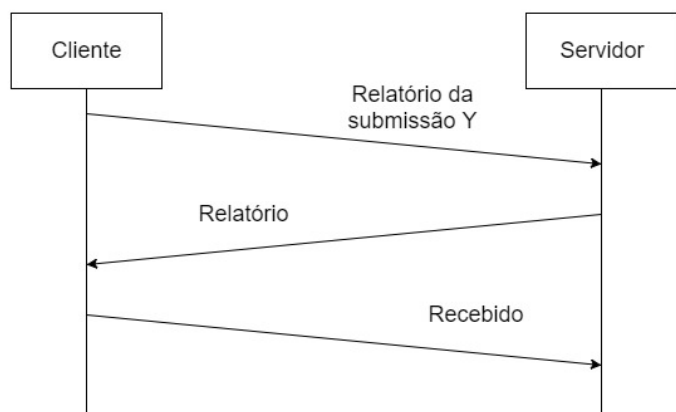 Cliente
Servidor
Relatório da
submissão Y
Relatório
Recebido